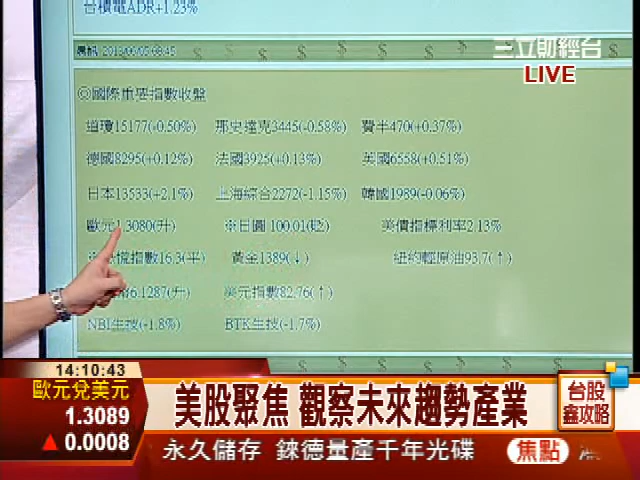 台積電ADR+1.23%
2013/06/05 08:45
三立財經台
LIVE
◎國際重要指數收盤
道瓊15177(-0.50%) 那史達克3445(-0.58%) 費半470(+0.37%)
德國8295(+0.12%) 法國3925(+0.13%) 英國6558(+0.51%)
日本13533(+2.1%) 上海綜合2272(-1.15%) 韓國1989(-0.06%)
歐元1.3080(升) ※日圓100.01(貶) 美債指標利率2.13%
慌指數16.3(平) 黃金1389(↓) 紐約輕原油93.7(↑)
6.1287(升) 美元指數82.76(↑)
NBI生技(-1.8%) BTK生技(-1.7%)
14:10:43
歐元兌美元
1.3089
▲0.0008
美股聚焦 觀察未來趨勢產業
台股
鑫攻略
永久儲存 錸德量產千年光碟
焦點